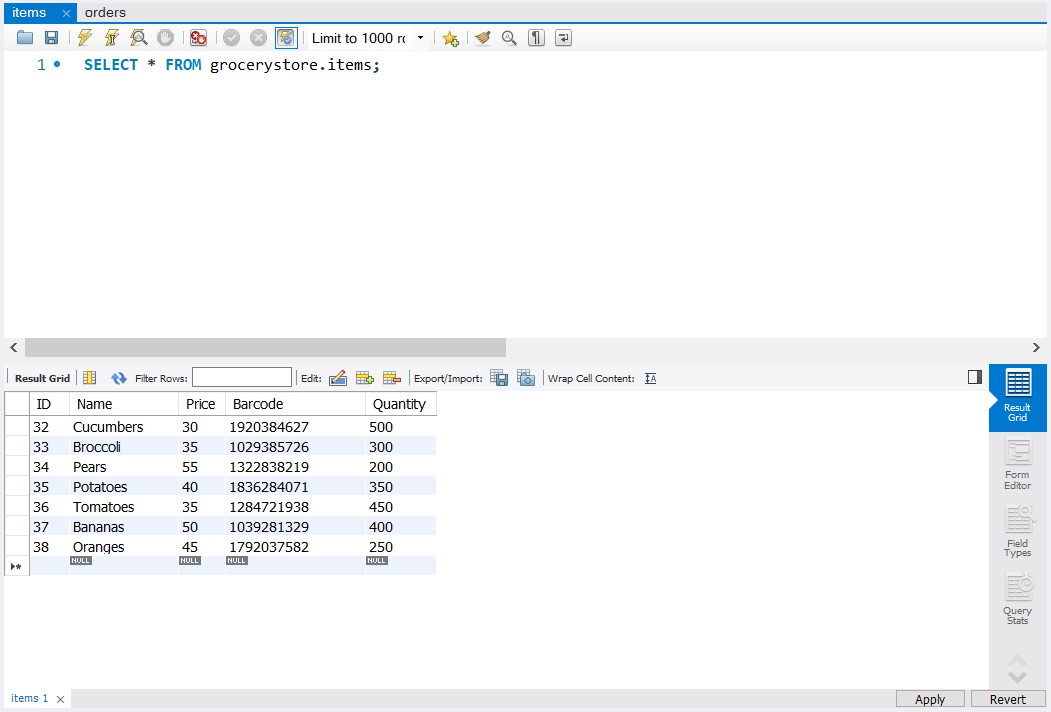 items × orders
Limit to 1000 rc
1 SELECT * FROM grocerystore.items;
Result Grid Filter Rows: Edit: Export/Import: Wrap Cell Content:
ID Name Price Barcode Quantity
32 Cucumbers 30 1920384627 500
33 Broccoli 35 1029385726 300
34 Pears 55 1322838219 200
35 Potatoes 40 1836284071 350
36 Tomatoes 35 1284721938 450
37 Bananas 50 1039281329 400
38 Oranges 45 1792037582 250
NULL NULL NULL NULL
Result
Grid
Form
Editor
Field
Types
Query
Stats
items 1 × Apply Revert